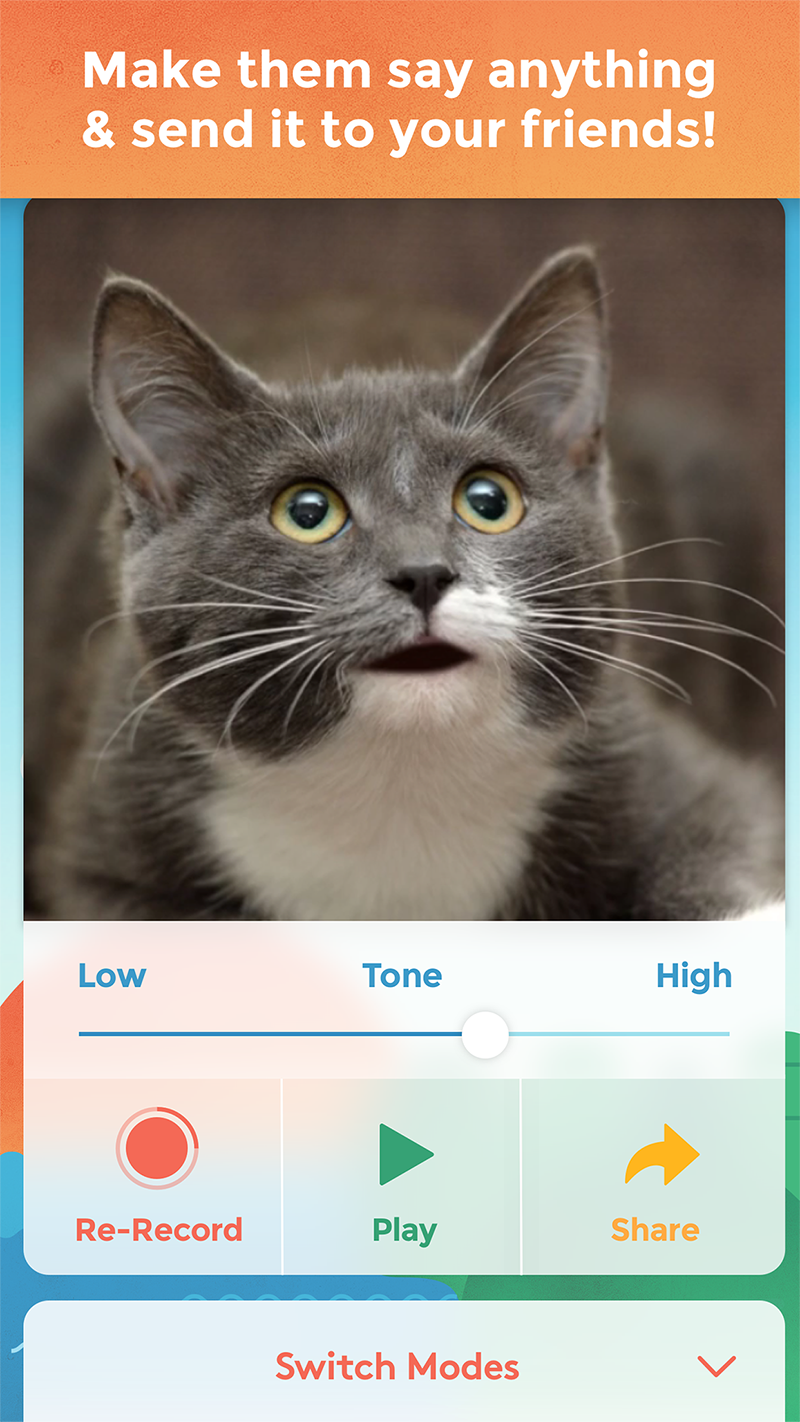 Make them say anything
& send it to your friends!
Low Tone High
Re-Record Play Share
Switch Modes